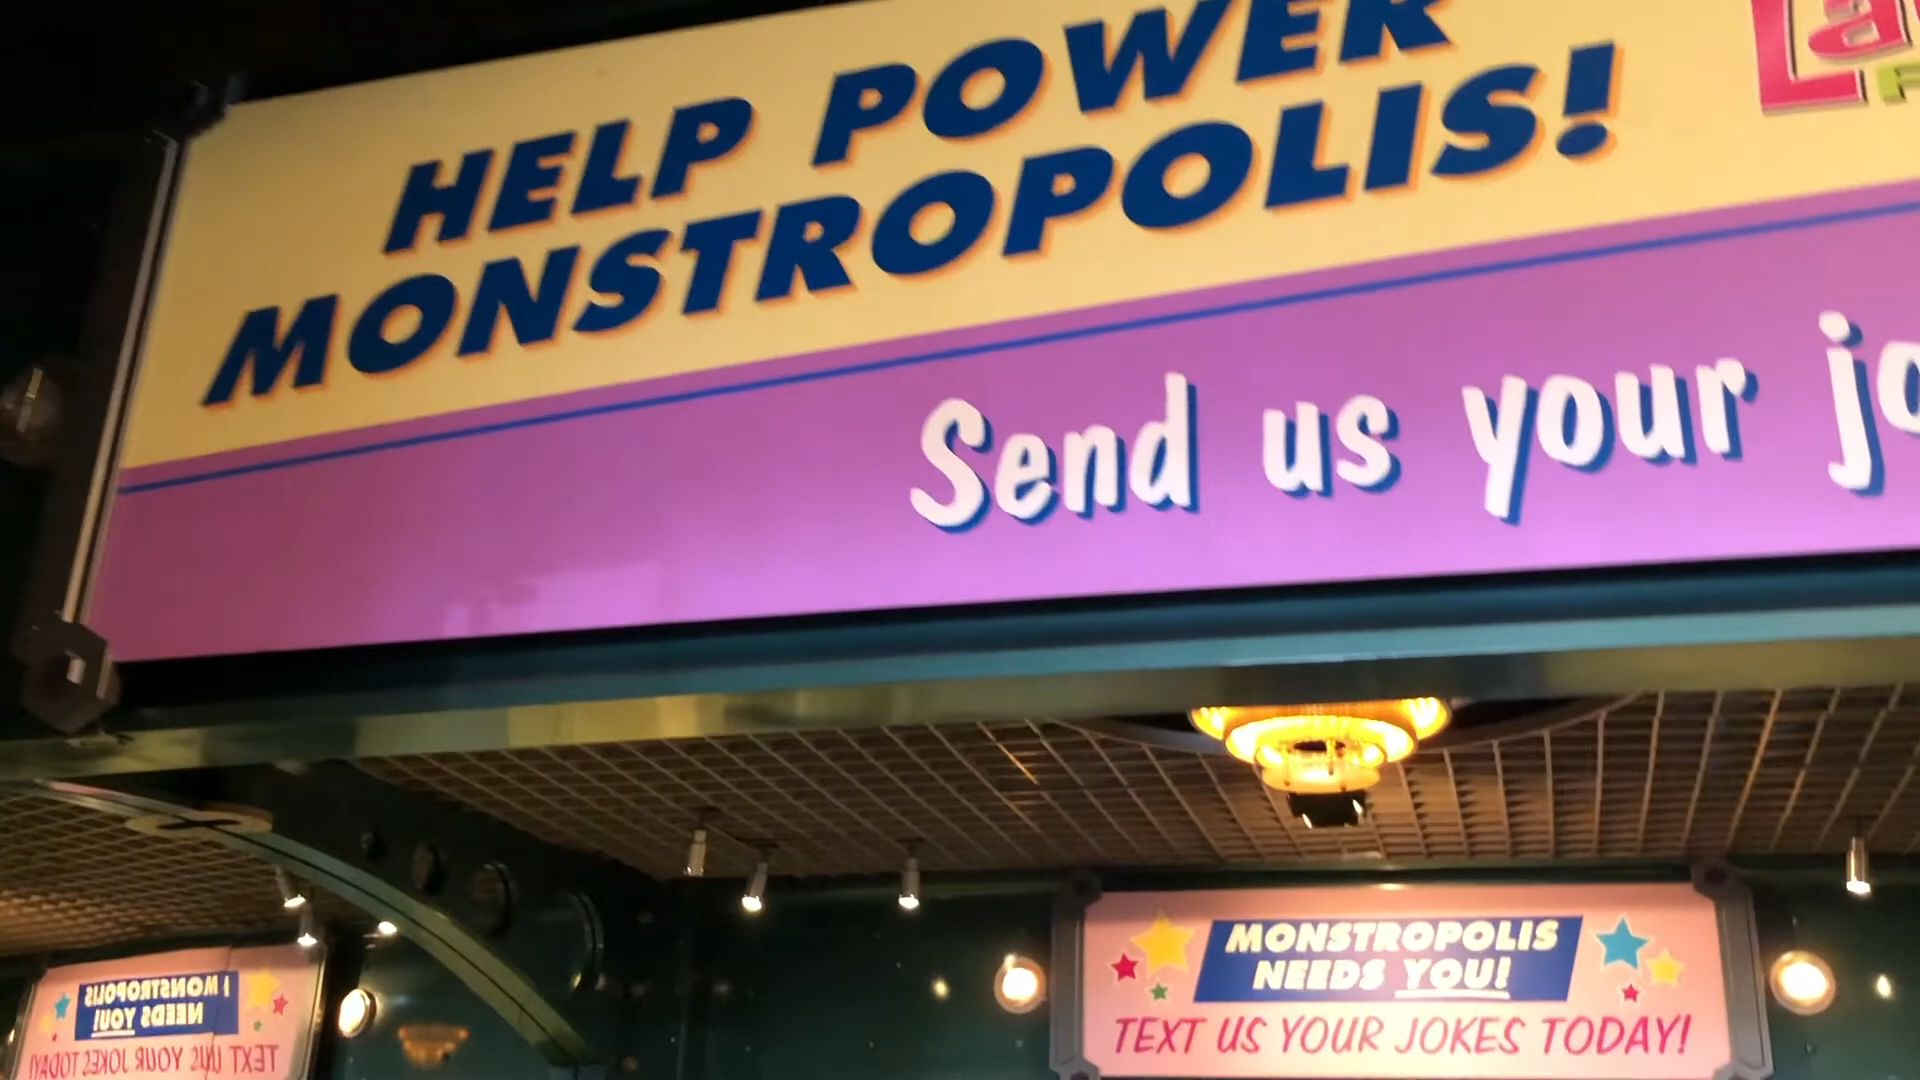 HELP POWER
MONSTROPOLIS!
Send us your
MONSTROPOLIS
NEEDS YOU!
TEXT US YOUR JOKES TODAY!
MONSTROPOLIS
NEEDS YOU!
TEXT US YOUR JOKES TODAY!